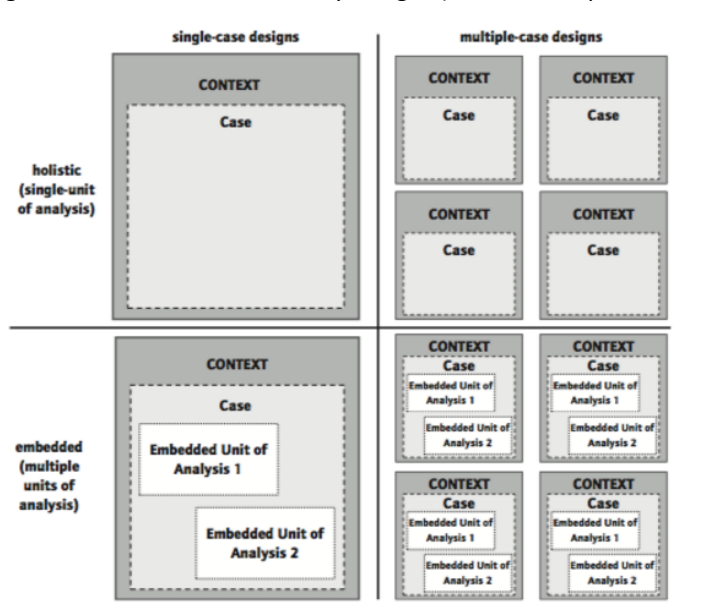 single-case designs
multiple-case designs
CONTEXT
Case
holistic
(single-unit
of analysis)
CONTEXT
Case
CONTEXT
Case
CONTEXT
Case
CONTEXT
Case
CONTEXT
Case
Embedded Unit of
Analysis 1
Embedded Unit of
Analysis 2
embedded
(multiple
units of
analysis)
CONTEXT
Case
Embedded Unit of
Analysis 1
Embedded Unit of
Analysis 2
CONTEXT
Case
Embedded Unit of
Analysis 1
Embedded Unit of
Analysis 2
CONTEXT
Case
Embedded Unit of
Analysis 1
Embedded Unit of
Analysis 2
CONTEXT
Case
Embedded Unit of
Analysis 1
Embedded Unit of
Analysis 2